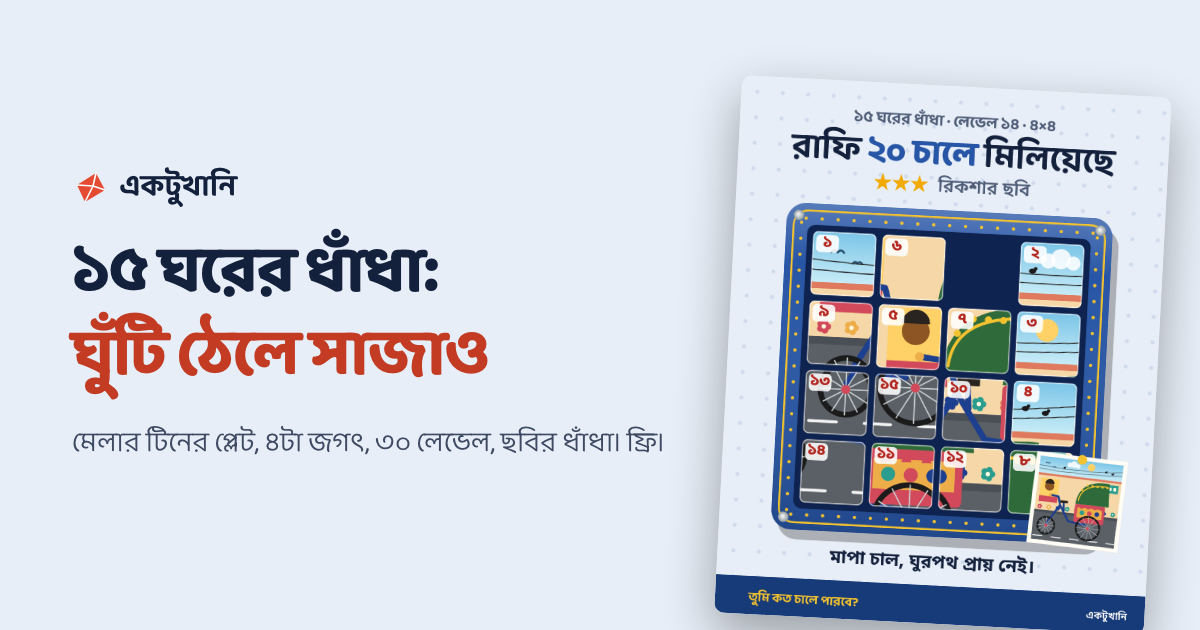 একটুখানি
১৫ ঘরের ধাঁধা:
ঘুঁটি ঠেলে সাজাও
মেলার টিনের প্লেট, ৪টা জগৎ, ৩০ লেভেল, ছবির ধাঁধা। ফ্রি।
১৫ ঘরের ধাঁধা · লেভেল ১৪ · ৪×৪
রাফি ২০ চালে মিলিয়েছে
★★★ রিকশার ছবি
১ ৬ ২
৯ ৫ ৭ ৩
১৩ ১৫ ১০ ৪
১৪ ১১ ১২ ৮
মাপা চাল, ঘুরপথ প্রায় নেই।
তুমি কত চালে পারবে?
একটুখানি